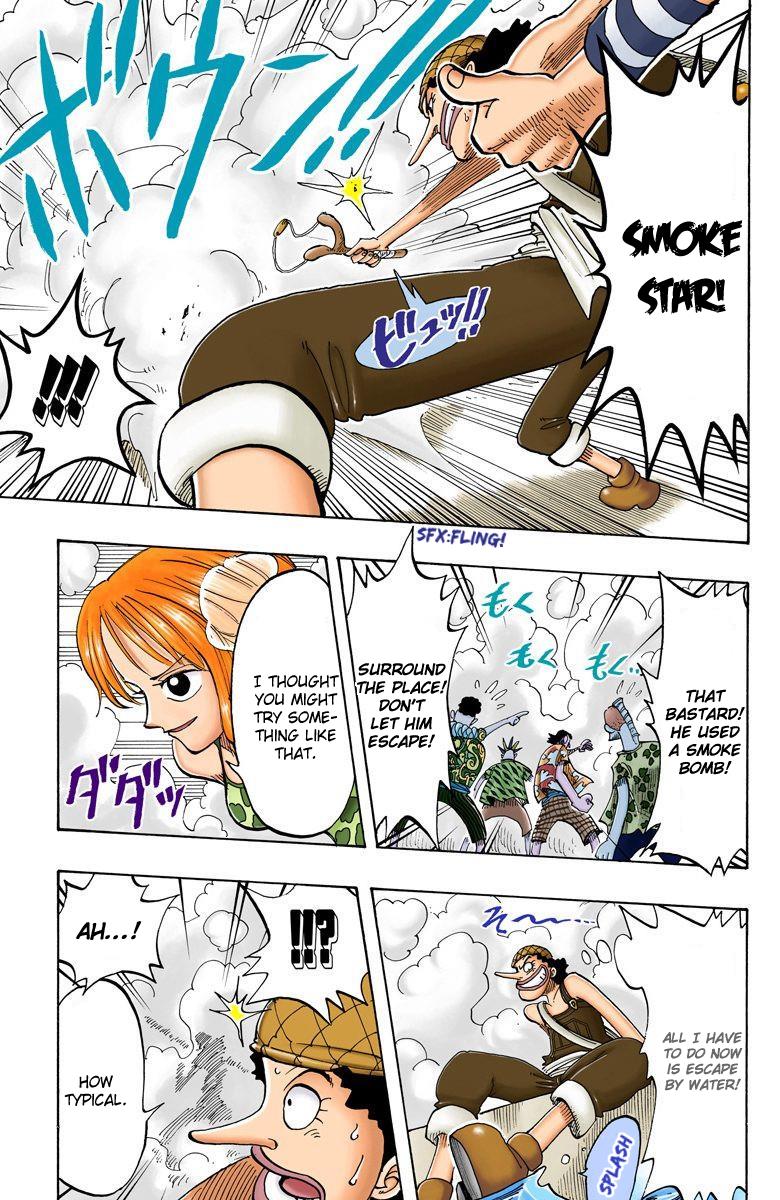 ボウン!!
SMOKE
STAR!
ビュッ!!
!!!
SFX:FLING!
THAT
BASTARD!
HE USED
A SMOKE
BOMB!
もく
もく
もく..
SURROUND
THE PLACE!
DON'T
LET HIM
ESCAPE!
I THOUGHT
YOU MIGHT
TRY SOME-
THING LIKE
THAT.
ダダッ
そ〜〜...
ALL I HAVE
TO DO NOW
IS ESCAPE
BY WATER!
SPLASH
!!!?
AH...!
HOW
TYPICAL.